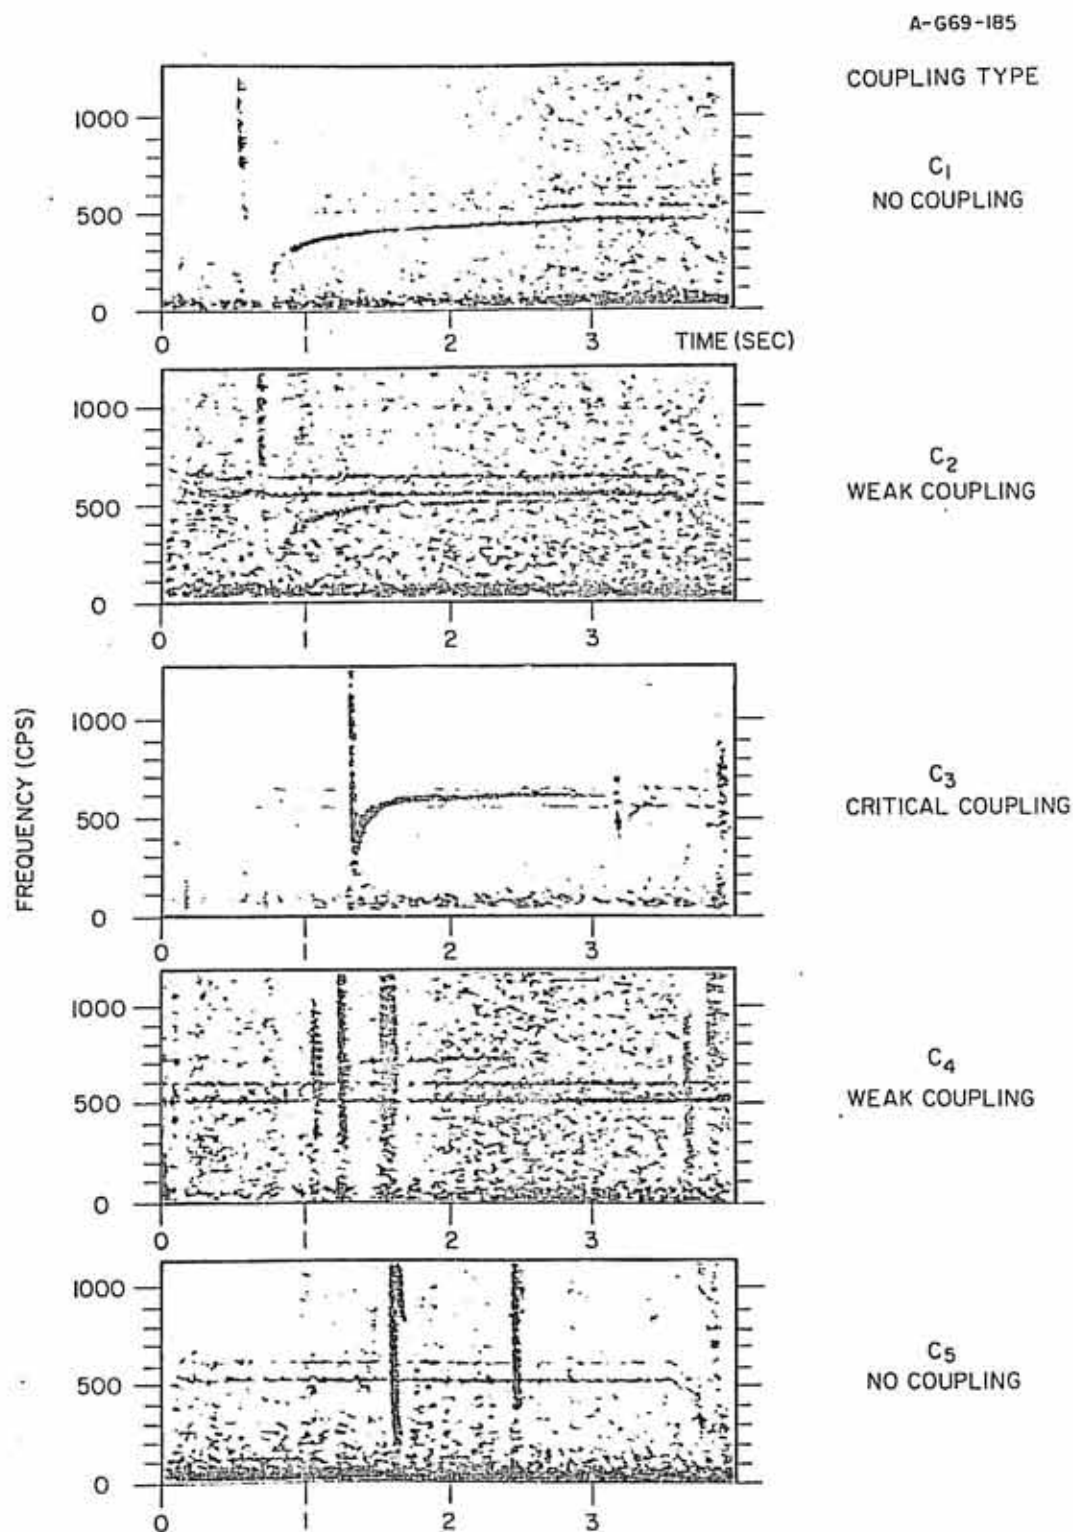 A-G69-185
COUPLING TYPE
1000
500
0
C1
NO COUPLING
0 1 2 3 TIME (SEC)
1000
500
0
C2
WEAK COUPLING
0 1 2 3
FREQUENCY (CPS)
1000
500
0
C3
CRITICAL COUPLING
0 1 2 3
1000
500
0
C4
WEAK COUPLING
0 1 2 3
1000
500
0
C5
NO COUPLING
0 1 2 3